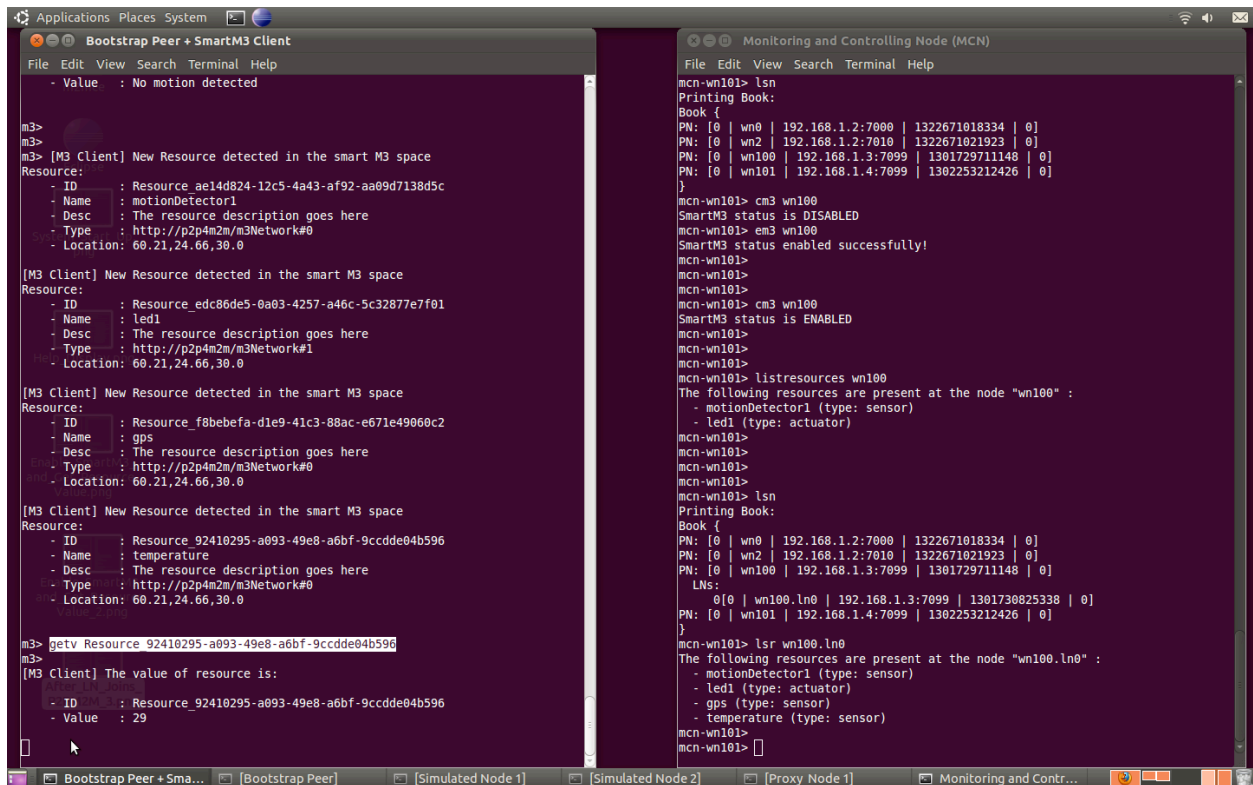 Applications Places System
Bootstrap Peer + SmartM3 Client
File Edit View Search Terminal Help
- Value : No motion detected
m3>
m3>
m3> [M3 Client] New Resource detected in the smart M3 space
Resource:
- ID : Resource_ae14d824-12c5-4a43-af92-aa09d7138d5c
- Name : motionDetector1
- Desc : The resource description goes here
- Type : http://p2p4m2m/m3Network#0
- Location: 60.21,24.66,30.0
[M3 Client] New Resource detected in the smart M3 space
Resource:
- ID : Resource_edc86de5-0a03-4257-a46c-5c32877e7f01
- Name : led1
- Desc : The resource description goes here
- Type : http://p2p4m2m/m3Network#1
- Location: 60.21,24.66,30.0
[M3 Client] New Resource detected in the smart M3 space
Resource:
- ID : Resource_f8bebefa-d1e9-41c3-88ac-e671e49060c2
- Name : gps
- Desc : The resource description goes here
- Type : http://p2p4m2m/m3Network#0
- Location: 60.21,24.66,30.0
[M3 Client] New Resource detected in the smart M3 space
Resource:
- ID : Resource_92410295-a093-49e8-a6bf-9ccdde04b596
- Name : temperature
- Desc : The resource description goes here
- Type : http://p2p4m2m/m3Network#0
- Location: 60.21,24.66,30.0
m3> getv Resource_92410295-a093-49e8-a6bf-9ccdde04b596
m3>
[M3 Client] The value of resource is:
- ID : Resource_92410295-a093-49e8-a6bf-9ccdde04b596
- Value : 29
Monitoring and Controlling Node (MCN)
File Edit View Search Terminal Help
mcn-wn101> lsn
Printing Book:
Book {
PN: [0 | wn0 | 192.168.1.2:7000 | 1322671018334 | 0]
PN: [0 | wn2 | 192.168.1.2:7010 | 1322671021923 | 0]
PN: [0 | wn100 | 192.168.1.3:7099 | 1301729711148 | 0]
PN: [0 | wn101 | 192.168.1.4:7099 | 1302253212426 | 0]
}
mcn-wn101> cm3 wn100
SmartM3 status is DISABLED
mcn-wn101> em3 wn100
SmartM3 status enabled successfully!
mcn-wn101>
mcn-wn101>
mcn-wn101>
mcn-wn101> cm3 wn100
SmartM3 status is ENABLED
mcn-wn101>
mcn-wn101>
mcn-wn101>
mcn-wn101> listresources wn100
The following resources are present at the node "wn100" :
- motionDetector1 (type: sensor)
- led1 (type: actuator)
mcn-wn101>
mcn-wn101>
mcn-wn101>
mcn-wn101>
mcn-wn101> lsn
Printing Book:
Book {
PN: [0 | wn0 | 192.168.1.2:7000 | 1322671018334 | 0]
PN: [0 | wn2 | 192.168.1.2:7010 | 1322671021923 | 0]
PN: [0 | wn100 | 192.168.1.3:7099 | 1301729711148 | 0]
LNs:
0[0 | wn100.ln0 | 192.168.1.3:7099 | 1301730825338 | 0]
PN: [0 | wn101 | 192.168.1.4:7099 | 1302253212426 | 0]
}
mcn-wn101> lsr wn100.ln0
The following resources are present at the node "wn100.ln0" :
- motionDetector1 (type: sensor)
- led1 (type: actuator)
- gps (type: sensor)
- temperature (type: sensor)
mcn-wn101>
mcn-wn101>
Bootstrap Peer + Sma... [Bootstrap Peer] [Simulated Node 1] [Simulated Node 2] [Proxy Node 1] Monitoring and Contr...